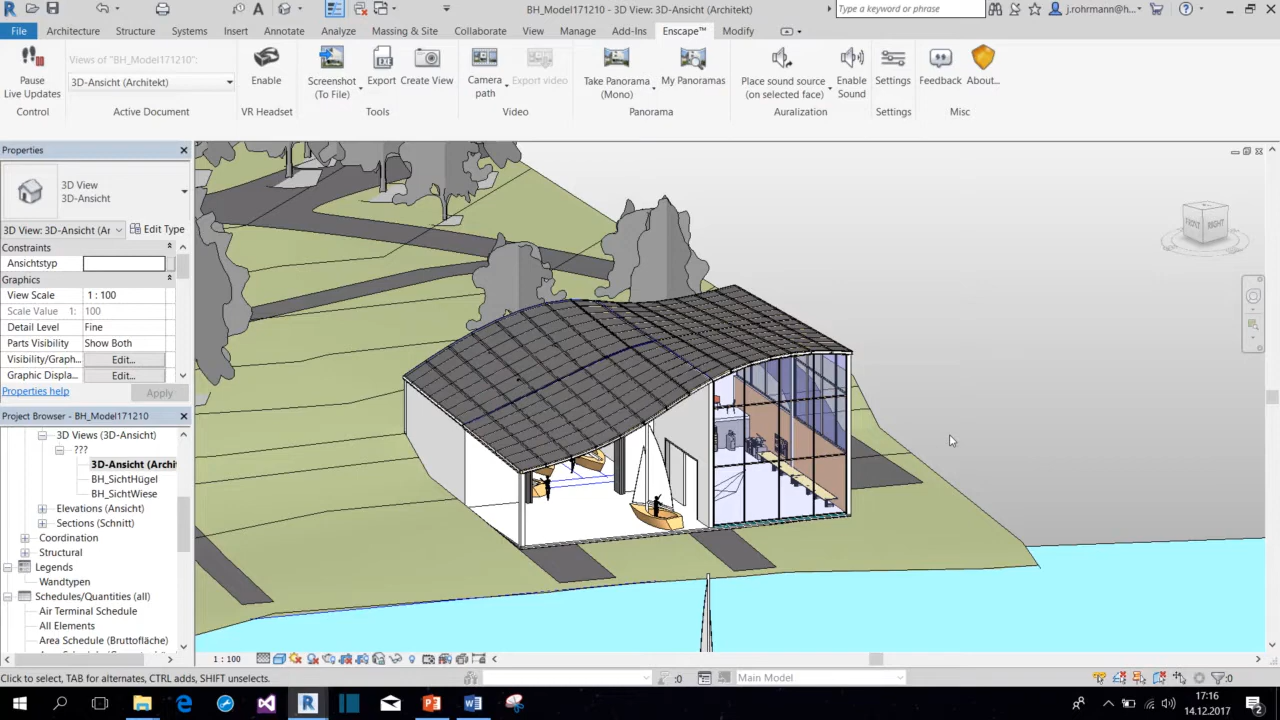 BH_Model171210 - 3D View: 3D-Ansicht (Architekt)
Type a keyword or phrase
j.rohrmann@h...
File Architecture Structure Systems Insert Annotate Analyze Massing & Site Collaborate View Manage Add-Ins Enscape™ Modify
Pause
Live Updates
Control
Views of "BH_Model171210":
3D-Ansicht (Architekt)
Active Document
Enable
VR Headset
Screenshot
(To File)
Export
Create View
Tools
Camera
path
Export video
Video
Take Panorama
(Mono)
My Panoramas
Panorama
Place sound source
(on selected face)
Enable
Sound
Auralization
Settings
Settings
Feedback
About...
Misc
Properties
3D View
3D-Ansicht
3D View: 3D-Ansicht (Ar
Edit Type
Constraints
Ansichtstyp
Graphics
View Scale 1 : 100
Scale Value 1: 100
Detail Level Fine
Parts Visibility Show Both
Visibility/Graph... Edit...
Graphic Displa... Edit...
Properties help Apply
Project Browser - BH_Model171210
3D Views (3D-Ansicht)
???
3D-Ansicht (Archi
BH_SichtHügel
BH_SichtWiese
Elevations (Ansicht)
Sections (Schnitt)
Coordination
Structural
Legends
Wandtypen
Schedules/Quantities (all)
Air Terminal Schedule
All Elements
Area Schedule (Bruttofläche)
FRONT RIGHT
1 : 100
Click to select, TAB for alternates, CTRL adds, SHIFT unselects.
:0
Main Model
:0
17:16
14.12.2017
2